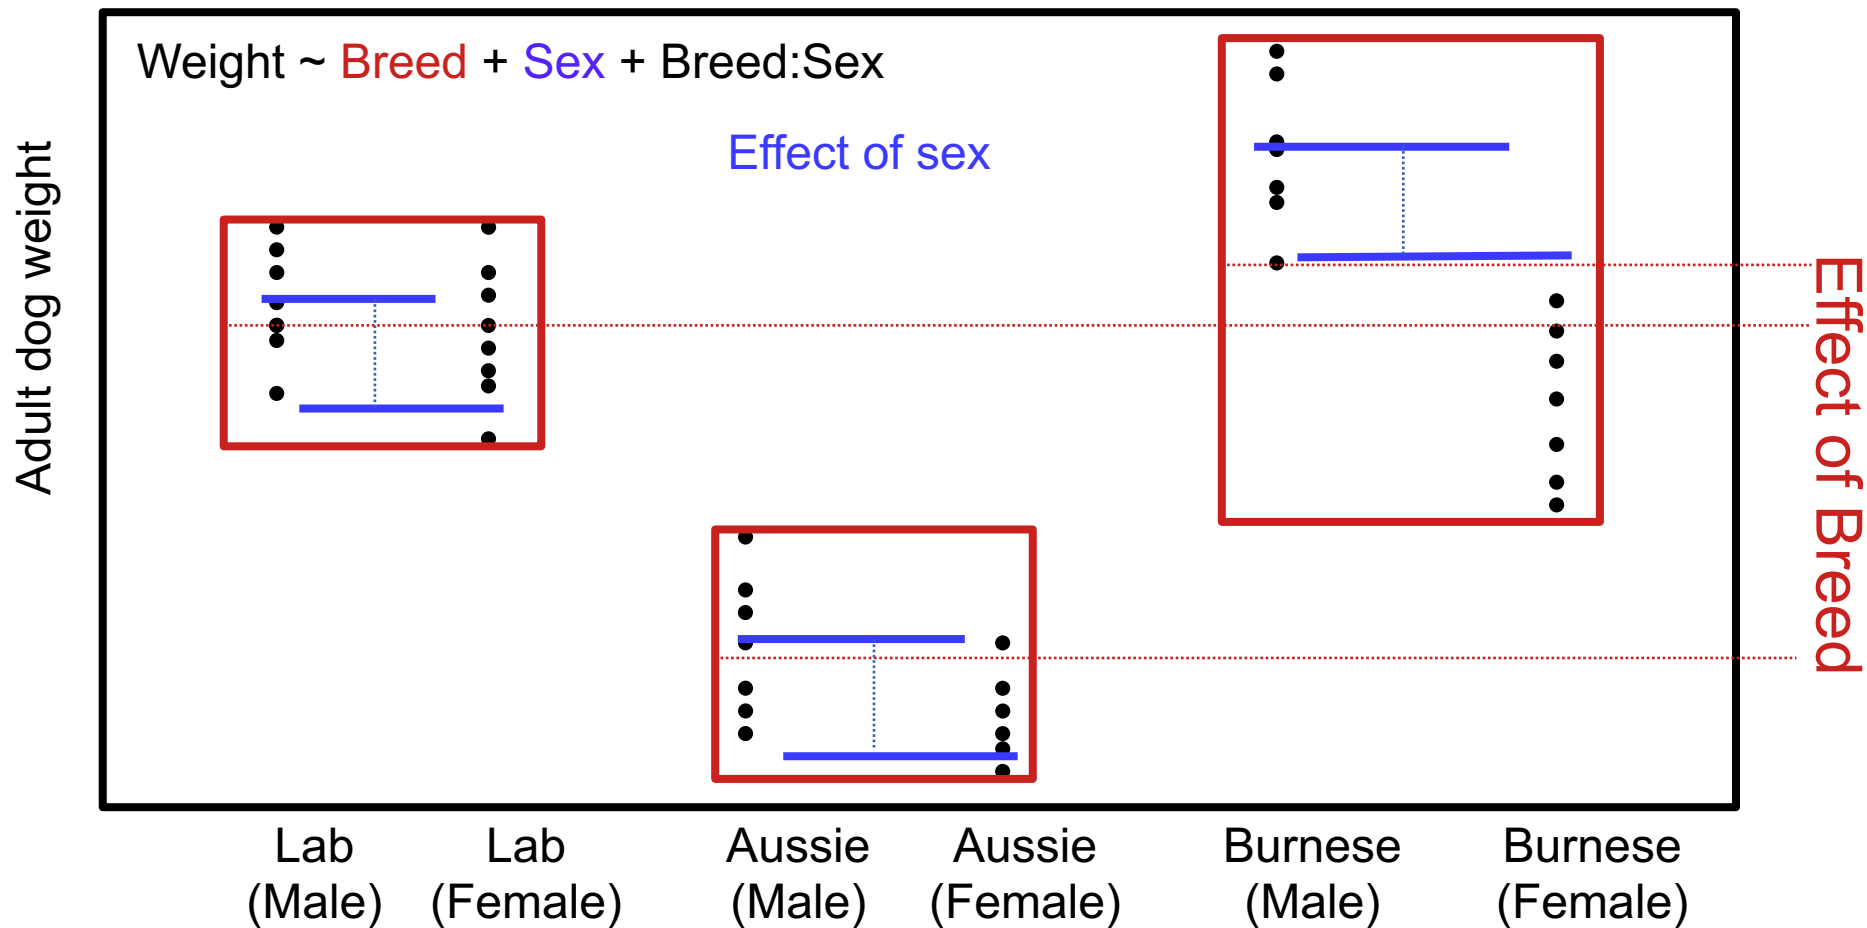 Weight ~ Breed + Sex + Breed:Sex
Effect of sex
Adult dog weight
Effect of Breed
Lab
(Male)
Lab
(Female)
Aussie
(Male)
Aussie
(Female)
Burnese
(Male)
Burnese
(Female)